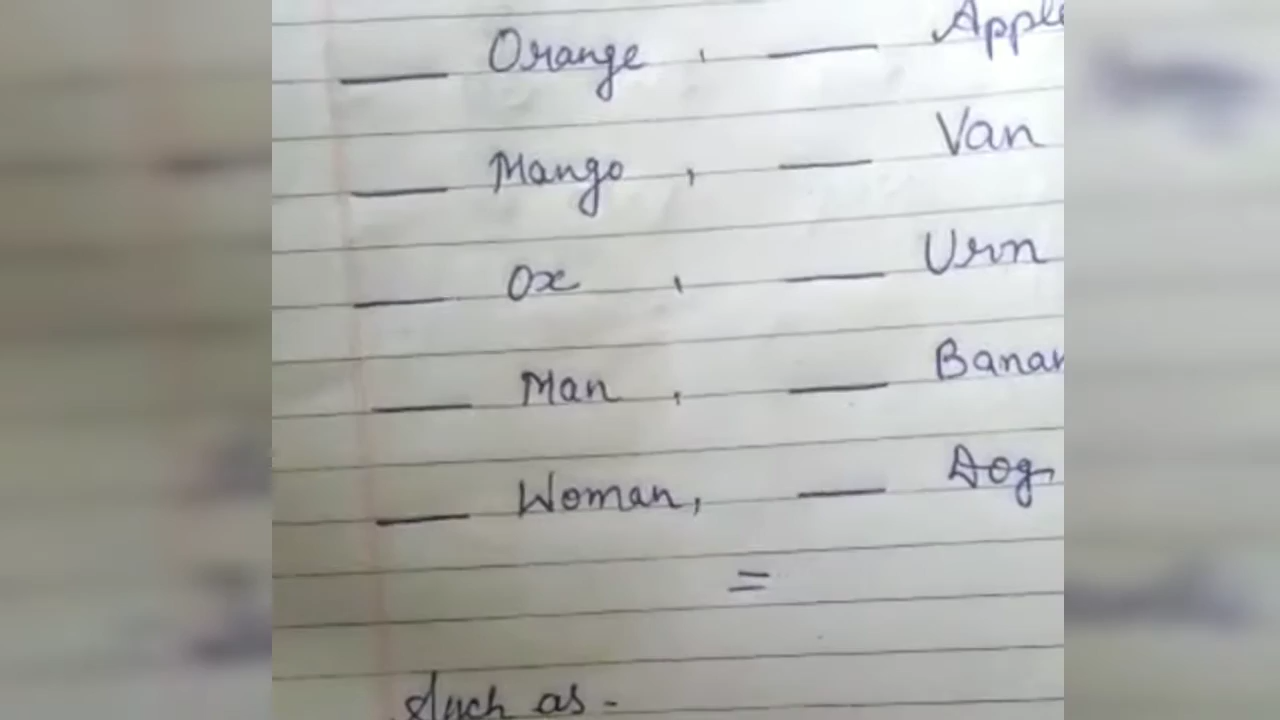 ___ Orange , ___ Apple
___ Mango , ___ Van
___ Ox , ___ Urn
___ Man , ___ Banan
___ Woman, ___ Dog
=
Such as -